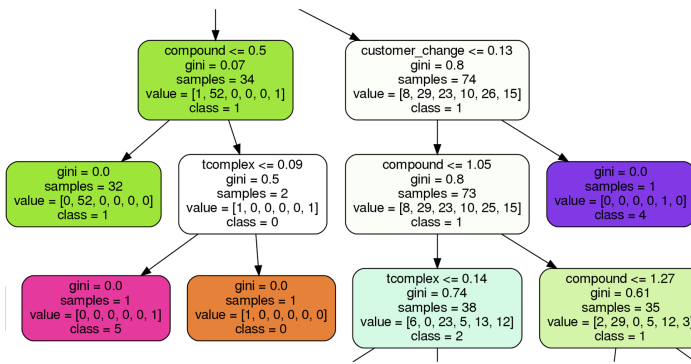 compound <= 0.5
gini = 0.07
samples = 34
value = [1, 52, 0, 0, 0, 1]
class = 1
customer_change <= 0.13
gini = 0.8
samples = 74
value = [8, 29, 23, 10, 26, 15]
class = 1
gini = 0.0
samples = 32
value = [0, 52, 0, 0, 0, 0]
class = 1
tcomplex <= 0.09
gini = 0.5
samples = 2
value = [1, 0, 0, 0, 0, 1]
class = 0
compound <= 1.05
gini = 0.8
samples = 73
value = [8, 29, 23, 10, 25, 15]
class = 1
gini = 0.0
samples = 1
value = [0, 0, 0, 0, 1, 0]
class = 4
gini = 0.0
samples = 1
value = [0, 0, 0, 0, 0, 1]
class = 5
gini = 0.0
samples = 1
value = [1, 0, 0, 0, 0, 0]
class = 0
tcomplex <= 0.14
gini = 0.74
samples = 38
value = [6, 0, 23, 5, 13, 12]
class = 2
compound <= 1.27
gini = 0.61
samples = 35
value = [2, 29, 0, 5, 12, 3]
class = 1